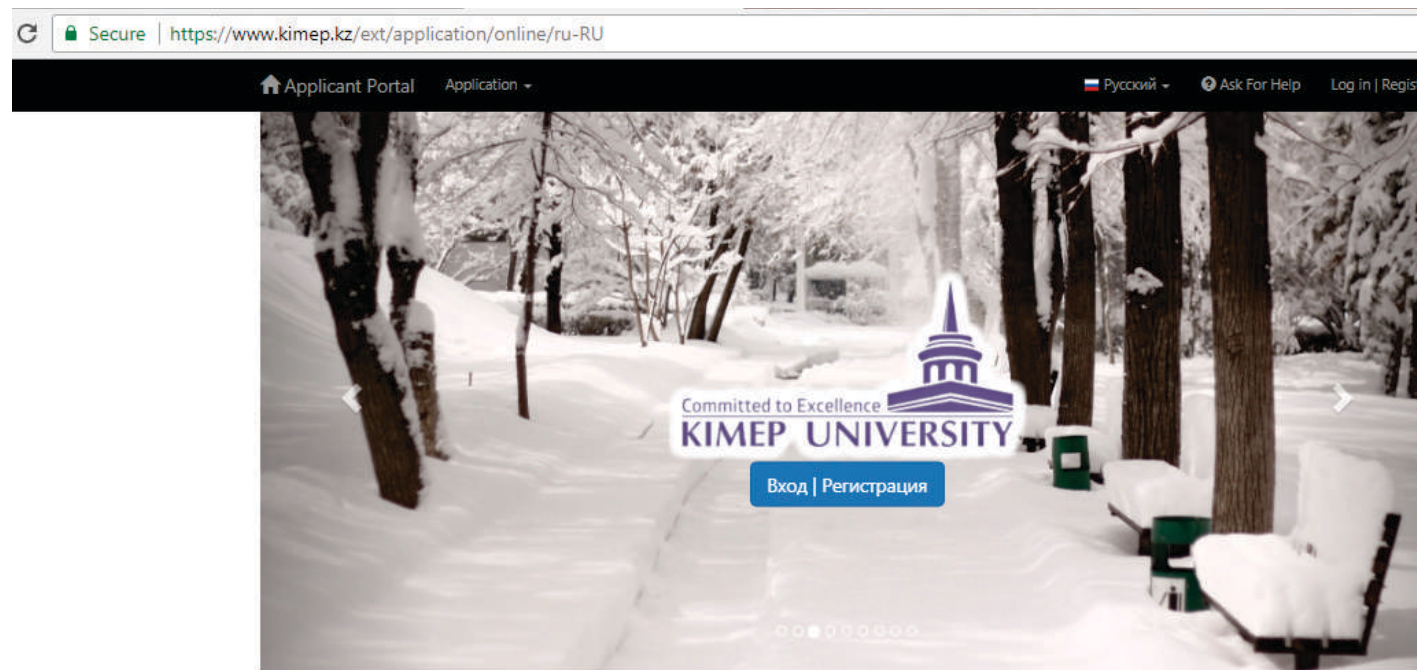 Secure | https://www.kimep.kz/ext/application/online/ru-RU
Applicant Portal Application Русский Ask For Help Log in | Regist
Committed to Excellence
KIMEP UNIVERSITY
Вход | Регистрация